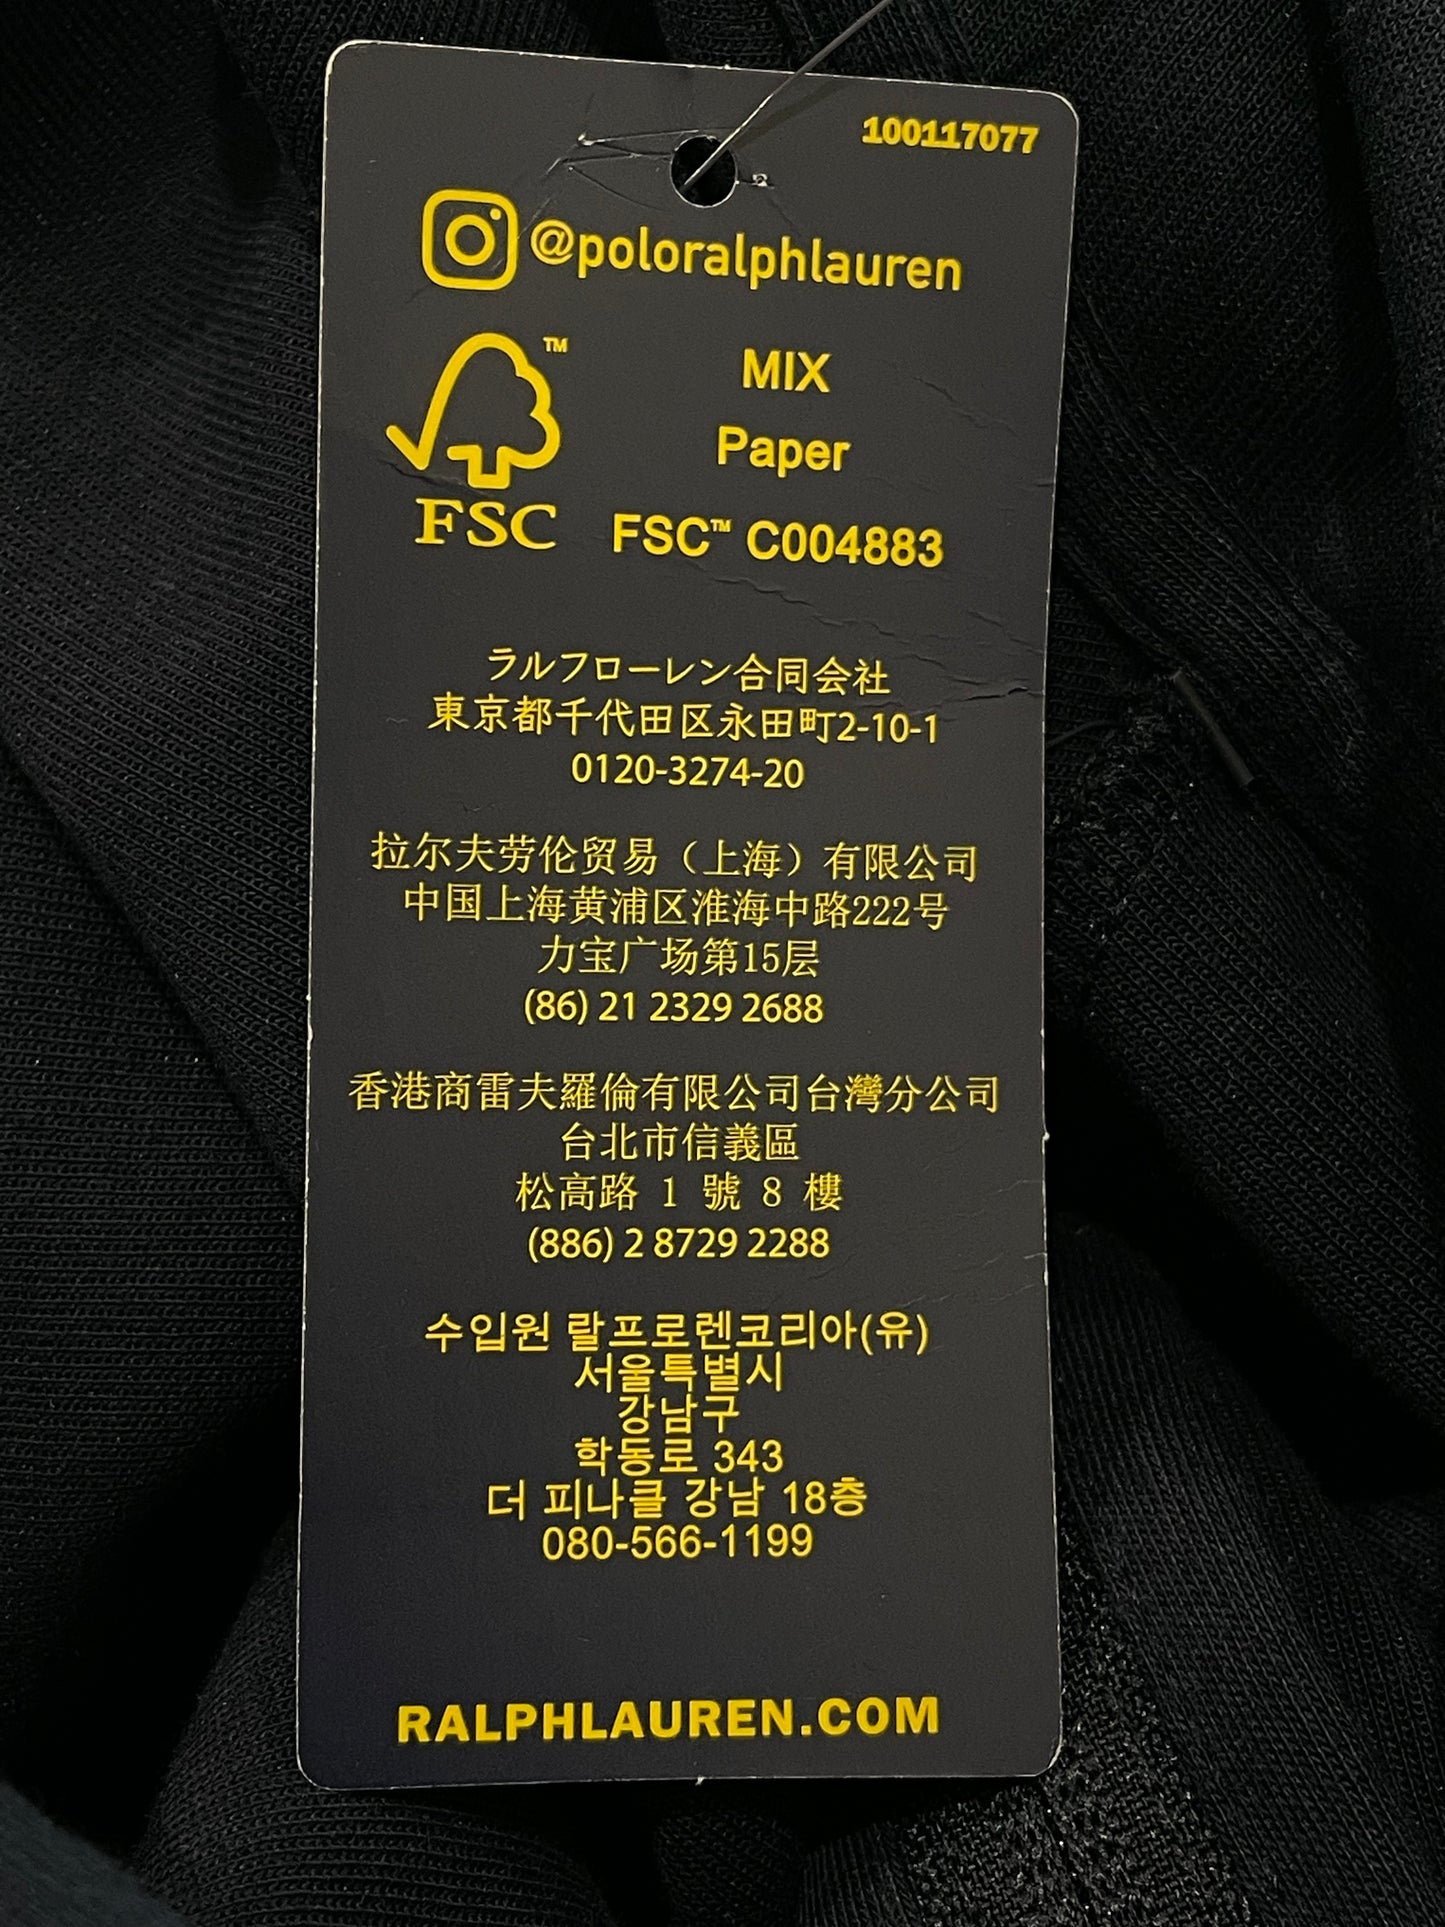 100117077
@poloralphlauren
TM
MIX
Paper
FSC
FSC™ C004883
ラルフローレン合同会社
東京都千代田区永田町2-10-1
0120-3274-20
拉尔夫劳伦贸易（上海）有限公司
中国上海黄浦区淮海中路222号
力宝广场第15层
(86) 21 2329 2688
香港商雷夫羅倫有限公司台灣分公司
台北市信義區
松高路 1 號 8 樓
(886) 2 8729 2288
수입원 랄프로렌코리아(유)
서울특별시
강남구
학동로 343
더 피나클 강남 18층
080-566-1199
RALPHLAUREN.COM